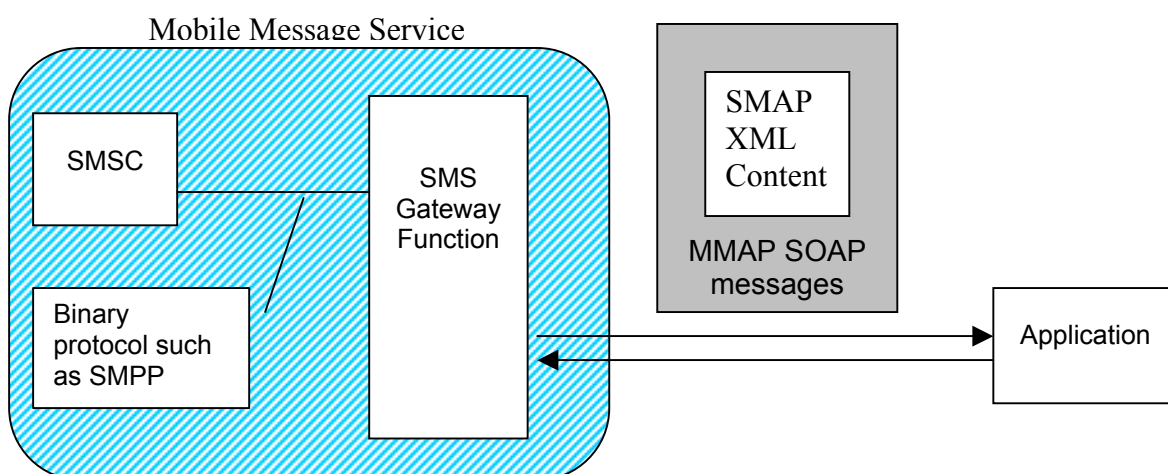 Mobile Message Service
SMSC
Binary
protocol such
as SMPP
SMS
Gateway
Function
SMAP
XML
Content
MMAP SOAP
messages
Application